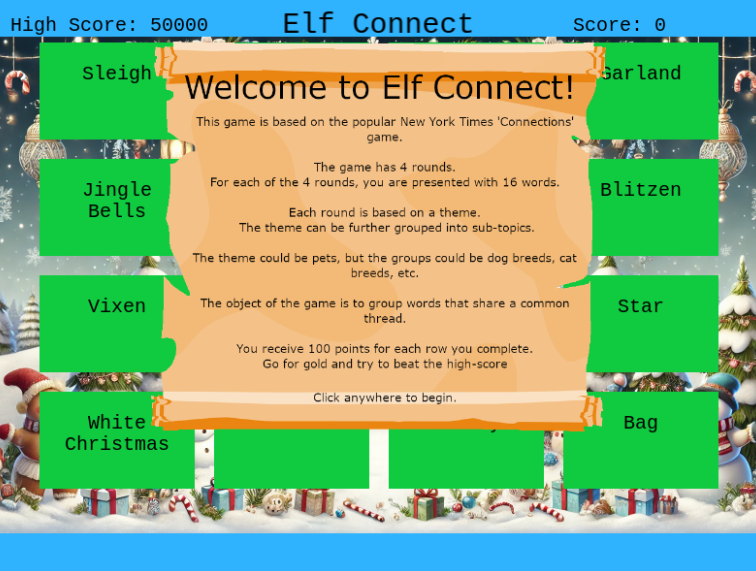 High Score: 50000
Elf Connect
Score: 0
Sleigh
Garland
Welcome to Elf Connect!
This game is based on the popular New York Times 'Connections'
game.
The game has 4 rounds.
For each of the 4 rounds, you are presented with 16 words.
Jingle
Bells
Blitzen
Each round is based on a theme.
The theme can be further grouped into sub-topics.
The theme could be pets, but the groups could be dog breeds, cat
breeds, etc.
Vixen
Star
The object of the game is to group words that share a common
thread.
You receive 100 points for each row you complete.
Go for gold and try to beat the high-score
Click anywhere to begin.
White
Christmas
Bag